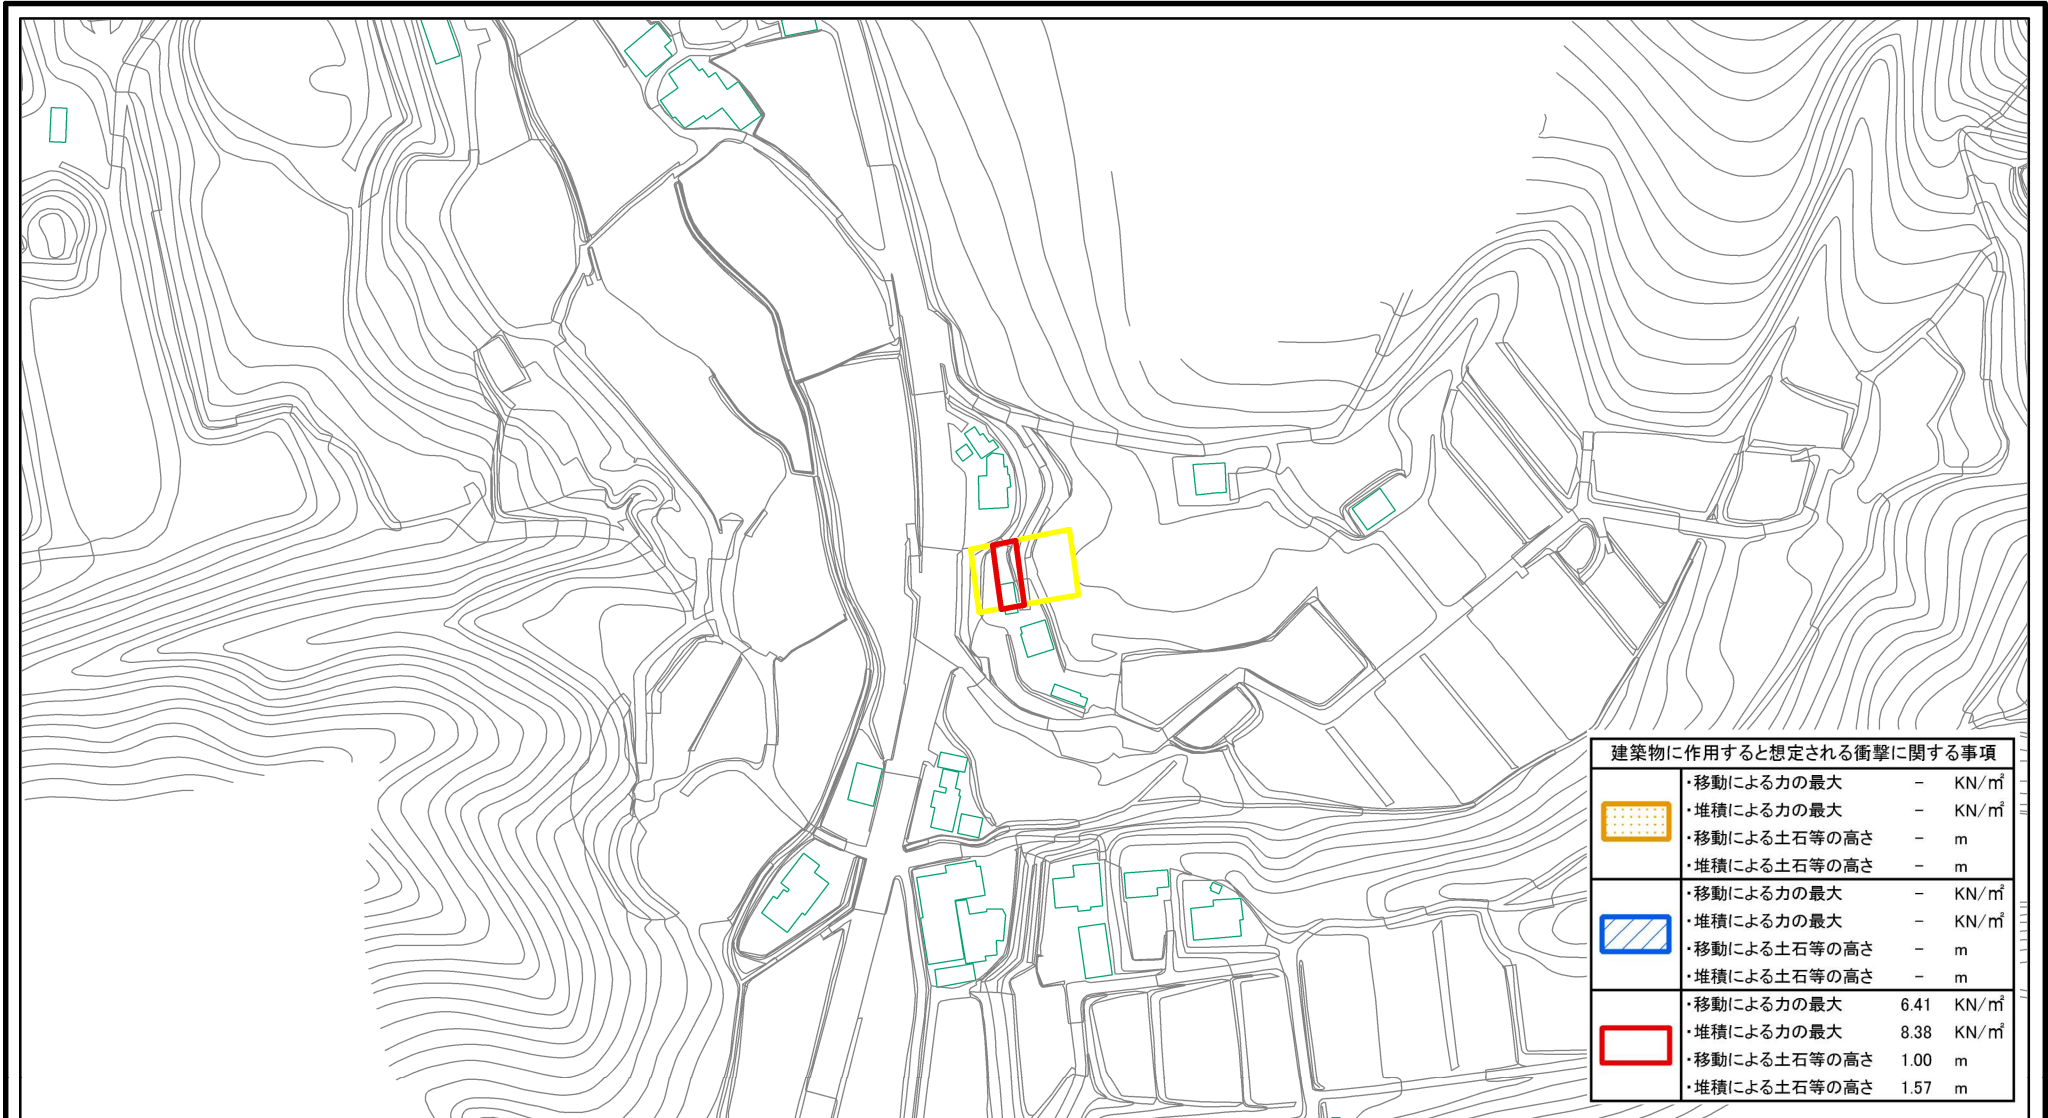 建築物に作用すると想定される衝撃に関する事項
・移動による力の最大 － KN/㎡
・堆積による力の最大 － KN/㎡
・移動による土石等の高さ － m
・堆積による土石等の高さ － m
・移動による力の最大 － KN/㎡
・堆積による力の最大 － KN/㎡
・移動による土石等の高さ － m
・堆積による土石等の高さ － m
・移動による力の最大 6.41 KN/㎡
・堆積による力の最大 8.38 KN/㎡
・移動による土石等の高さ 1.00 m
・堆積による土石等の高さ 1.57 m